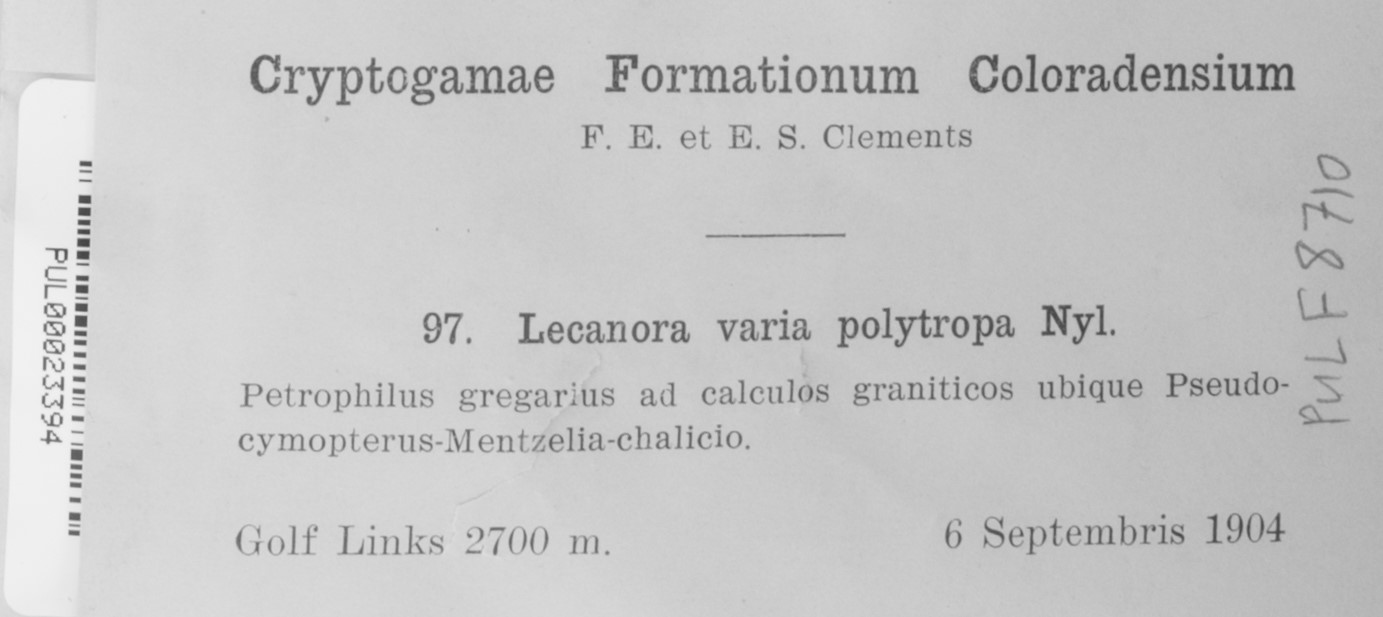 Cryptogamae Formationum Coloradensium
F. E. et E. S. Clements
97. Lecanora varia polytropa Nyl.
Petrophilus gregarius ad calculos graniticos ubique Pseudo-
cymopterus-Mentzelia-chalicio.
Golf Links 2700 m. 6 Septembris 1904
PUL F 8710
PUL00023394